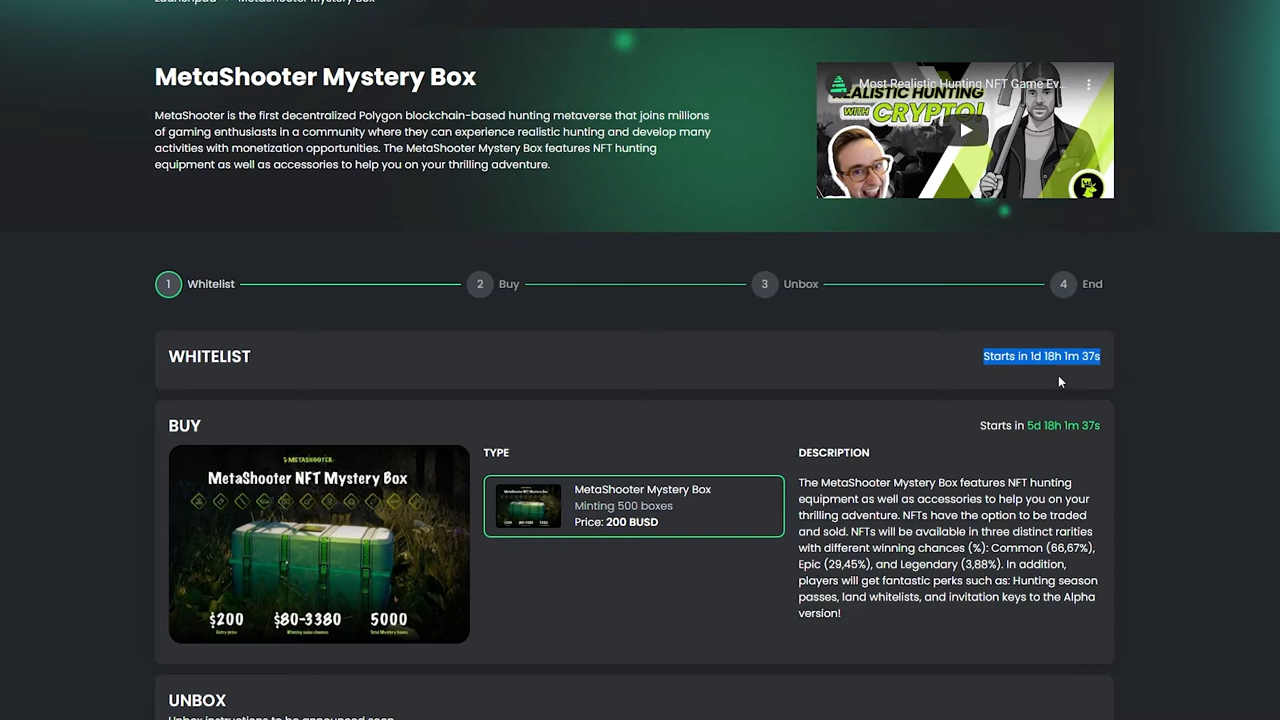 MetaShooter Mystery Box
MetaShooter is the first decentralized Polygon blockchain-based hunting metaverse that joins millions
of gaming enthusiasts in a community where they can experience realistic hunting and develop many
activities with monetization opportunities. The MetaShooter Mystery Box features NFT hunting
equipment as well as accessories to help you on your thrilling adventure.
Most Realistic Hunting NFT Game Ev...
REALISTIC HUNTING
WITH CRYPTO!
1 Whitelist
2 Buy
3 Unbox
4 End
WHITELIST
Starts in 1d 18h 1m 37s
BUY
Starts in 5d 18h 1m 37s
METASHOOTER
MetaShooter NFT Mystery Box
$200
$80-3380
5000
Entry price
Winning value chances
Total Mystery boxes
TYPE
MetaShooter Mystery Box
Minting 500 boxes
Price: 200 BUSD
DESCRIPTION
The MetaShooter Mystery Box features NFT hunting
equipment as well as accessories to help you on your
thrilling adventure. NFTs have the option to be traded
and sold. NFTs will be available in three distinct rarities
with different winning chances (%): Common (66,67%),
Epic (29,45%), and Legendary (3,88%). In addition,
players will get fantastic perks such as: Hunting season
passes, land whitelists, and invitation keys to the Alpha
version!
UNBOX
Unbox instructions to be announced soon